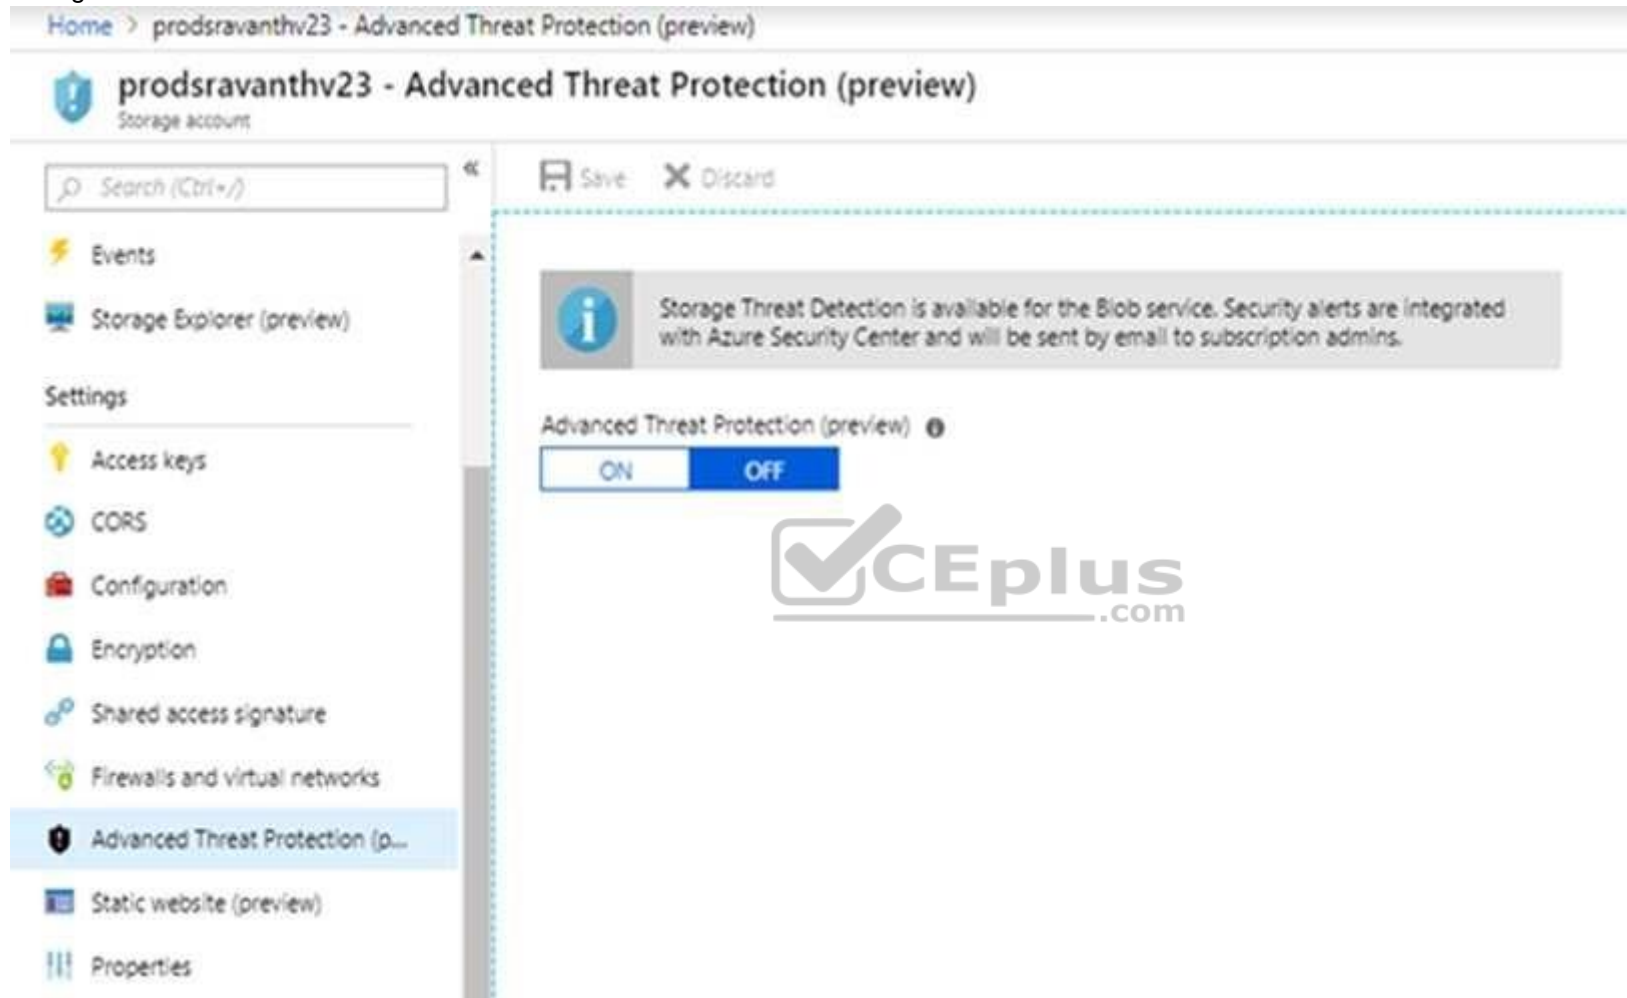 Home > prodsravanthv23 - Advanced Threat Protection (preview)
prodsravanthv23 - Advanced Threat Protection (preview)
Storage account
Search (Ctrl+/)
«
Save
Discard
Events
Storage Explorer (preview)
Storage Threat Detection is available for the Blob service. Security alerts are integrated
with Azure Security Center and will be sent by email to subscription admins.
Settings
Advanced Threat Protection (preview)
ON
OFF
Access keys
CORS
Configuration
Encryption
Shared access signature
Firewalls and virtual networks
Advanced Threat Protection (p...
Static website (preview)
Properties
VCEplus
.com